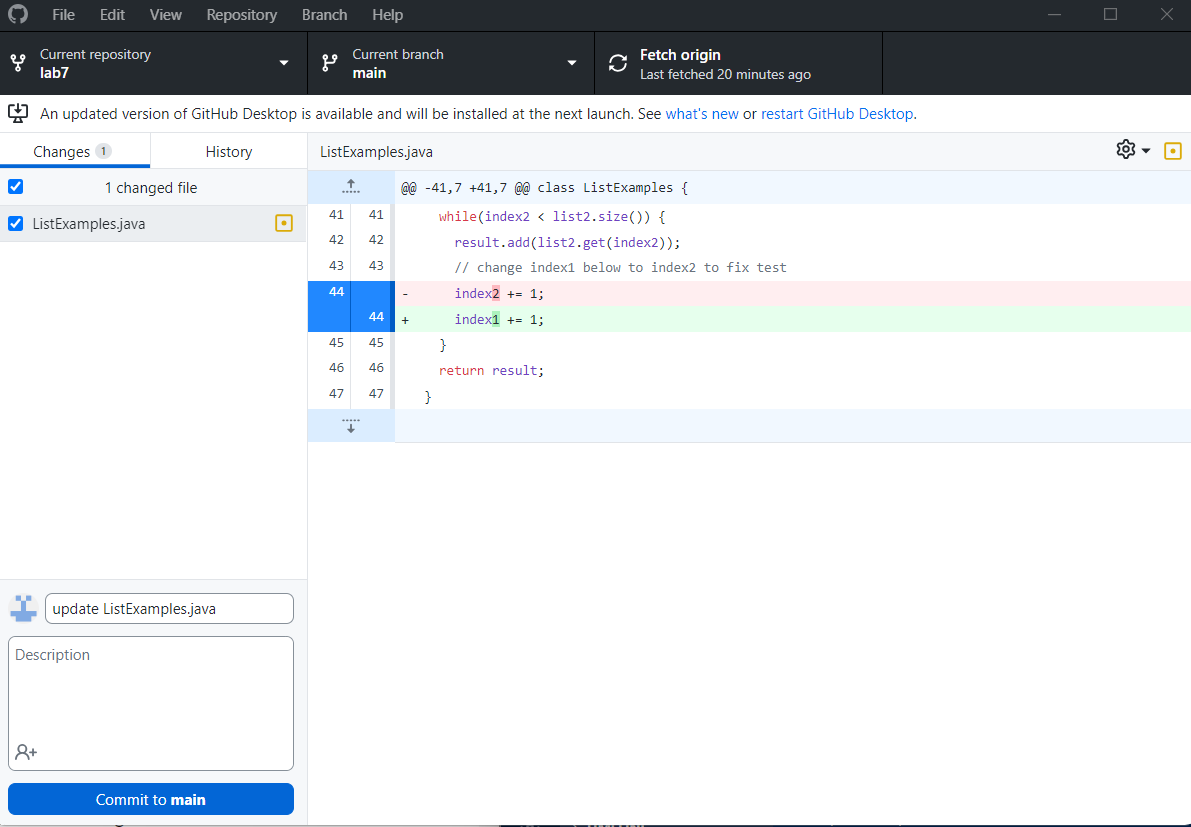 File Edit View Repository Branch Help
Current repository
lab7
Current branch
main
Fetch origin
Last fetched 20 minutes ago
An updated version of GitHub Desktop is available and will be installed at the next launch. See what's new or restart GitHub Desktop.
Changes 1
History
ListExamples.java
1 changed file
ListExamples.java
@@ -41,7 +41,7 @@ class ListExamples {
41 41 while(index2 < list2.size()) {
42 42 result.add(list2.get(index2));
43 43 // change index1 below to index2 to fix test
44 - index2 += 1;
44 + index1 += 1;
45 45 }
46 46 return result;
47 47 }
update ListExamples.java
Description
Commit to main